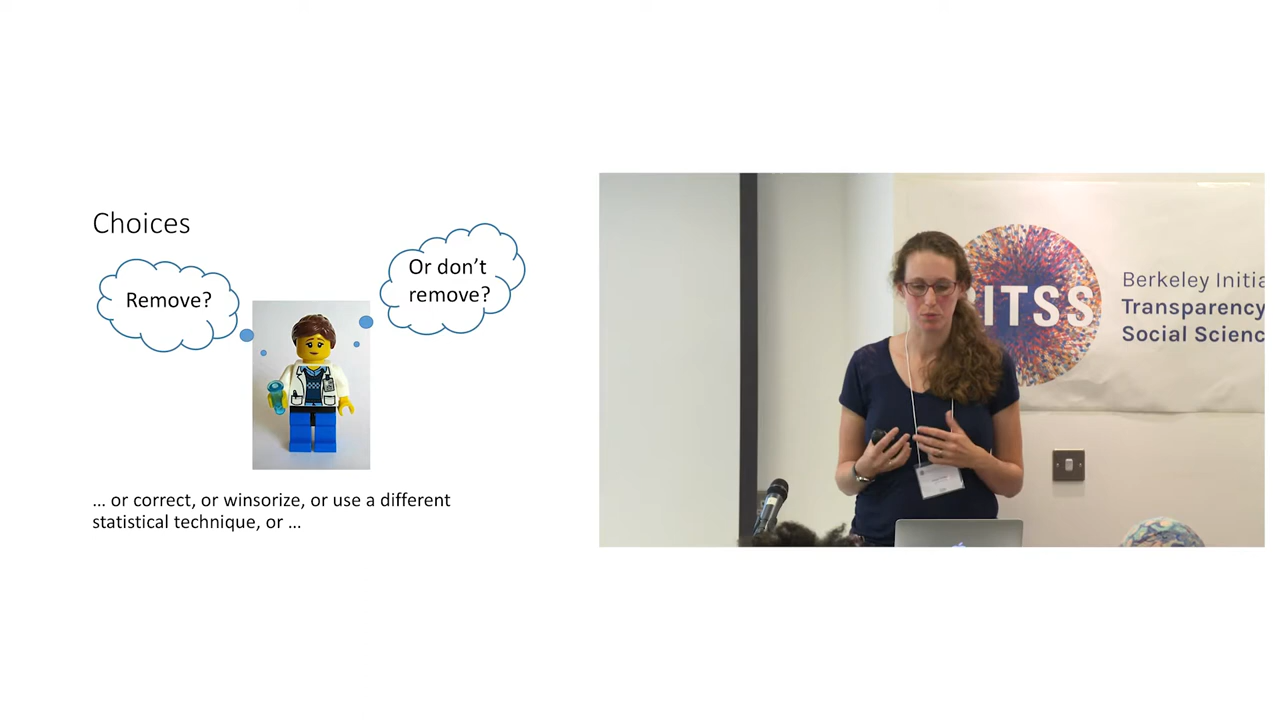 Choices
Remove?
Or don’t
remove?
… or correct, or winsorize, or use a different
statistical technique, or …
ITSS
Berkeley Initia
Transparency
Social Scienc